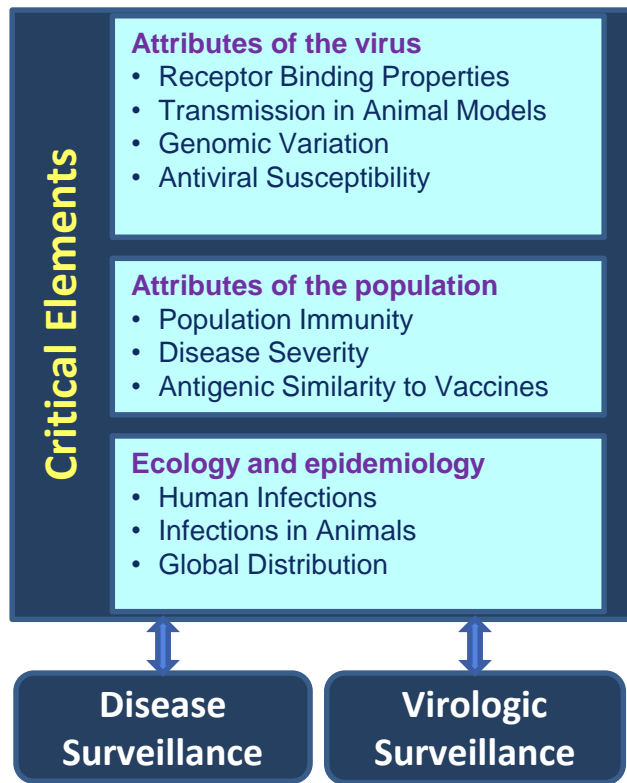 Critical Elements
Attributes of the virus
• Receptor Binding Properties
• Transmission in Animal Models
• Genomic Variation
• Antiviral Susceptibility
Attributes of the population
• Population Immunity
• Disease Severity
• Antigenic Similarity to Vaccines
Ecology and epidemiology
• Human Infections
• Infections in Animals
• Global Distribution
Disease
Surveillance
Virologic
Surveillance